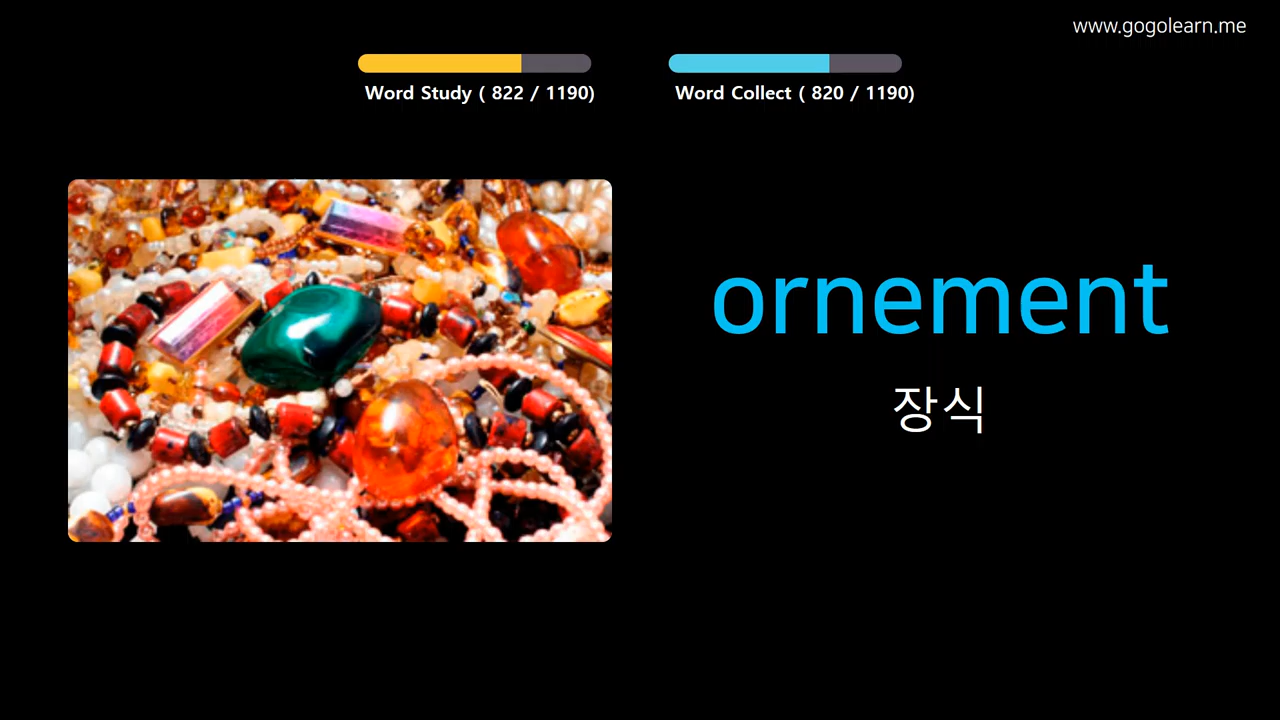 www.gogolearn.me
Word Study ( 822 / 1190)
Word Collect ( 820 / 1190)
ornement
장식